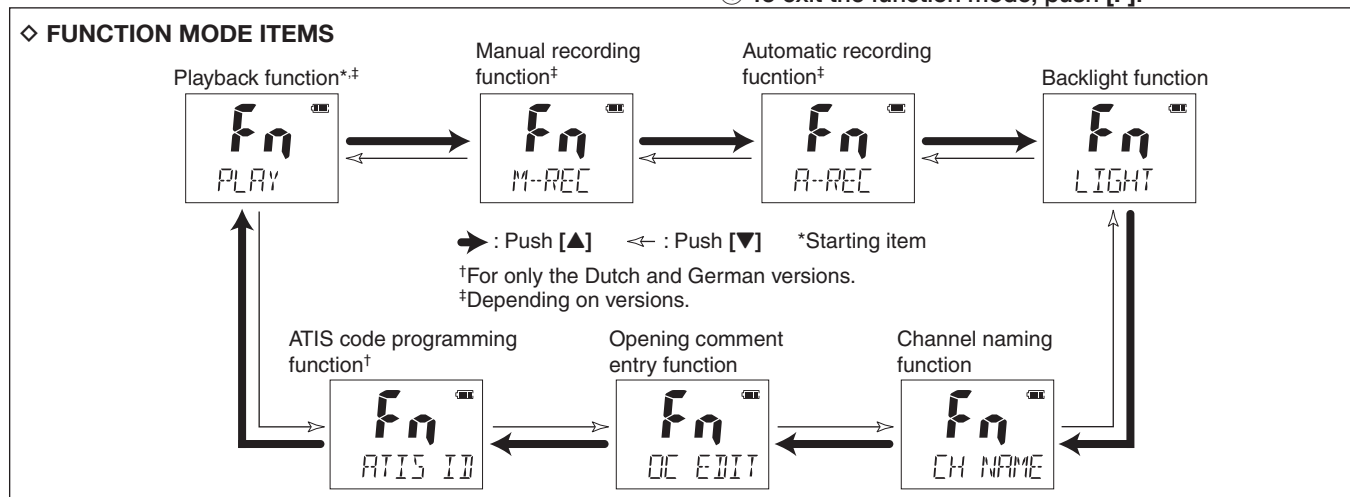 ◇ FUNCTION MODE ITEMS
Playback function*,‡
Manual recording
function‡
Automatic recording
fucntion‡
Backlight function
Fn
PLAY
Fn
M-REC
Fn
A-REC
Fn
LIGHT
: Push [▲] : Push [▼] *Starting item
†For only the Dutch and German versions.
‡Depending on versions.
ATIS code programming
function†
Opening comment
entry function
Channel naming
function
Fn
ATIS ID
Fn
OC EDIT
Fn
CH NAME